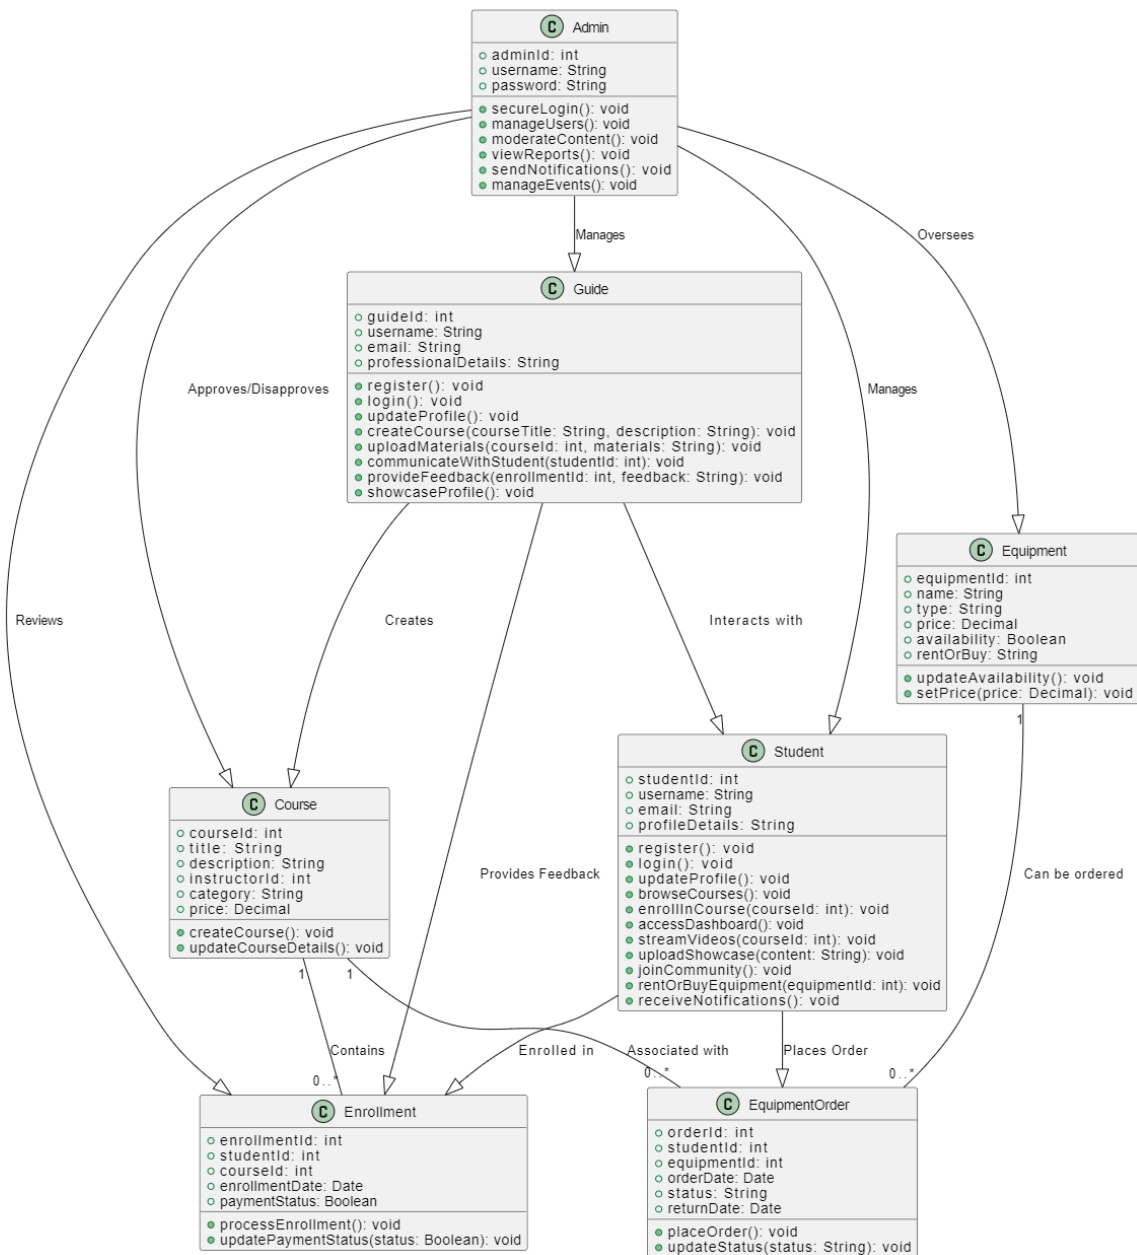 C Admin
adminId: int
username: String
password: String
secureLogin(): void
manageUsers(): void
moderateContent(): void
viewReports(): void
sendNotifications(): void
manageEvents(): void
Manages
Oversees
C Guide
guideId: int
username: String
email: String
professionalDetails: String
register(): void
login(): void
updateProfile(): void
createCourse(courseTitle: String, description: String): void
uploadMaterials(courseId: int, materials: String): void
communicateWithStudent(studentId: int): void
provideFeedback(enrollmentId: int, feedback: String): void
showcaseProfile(): void
Approves/Disapproves
Manages
C Equipment
equipmentId: int
name: String
type: String
price: Decimal
availability: Boolean
rentOrBuy: String
updateAvailability(): void
setPrice(price: Decimal): void
Reviews
Creates
Interacts with
1
C Student
studentId: int
username: String
email: String
profileDetails: String
register(): void
login(): void
updateProfile(): void
browseCourses(): void
enrollInCourse(courseId: int): void
accessDashboard(): void
streamVideos(courseId: int): void
uploadShowcase(content: String): void
joinCommunity(): void
rentOrBuyEquipment(equipmentId: int): void
receiveNotifications(): void
C Course
courseId: int
title: String
description: String
instructorId: int
category: String
price: Decimal
createCourse(): void
updateCourseDetails(): void
Provides Feedback
Can be ordered
1
1
Contains
Enrolled in
Associated with
Places Order
0..*
0..*
0..*
C Enrollment
enrollmentId: int
studentId: int
courseId: int
enrollmentDate: Date
paymentStatus: Boolean
processEnrollment(): void
updatePaymentStatus(status: Boolean): void
C EquipmentOrder
orderId: int
studentId: int
equipmentId: int
orderDate: Date
status: String
returnDate: Date
placeOrder(): void
updateStatus(status: String): void